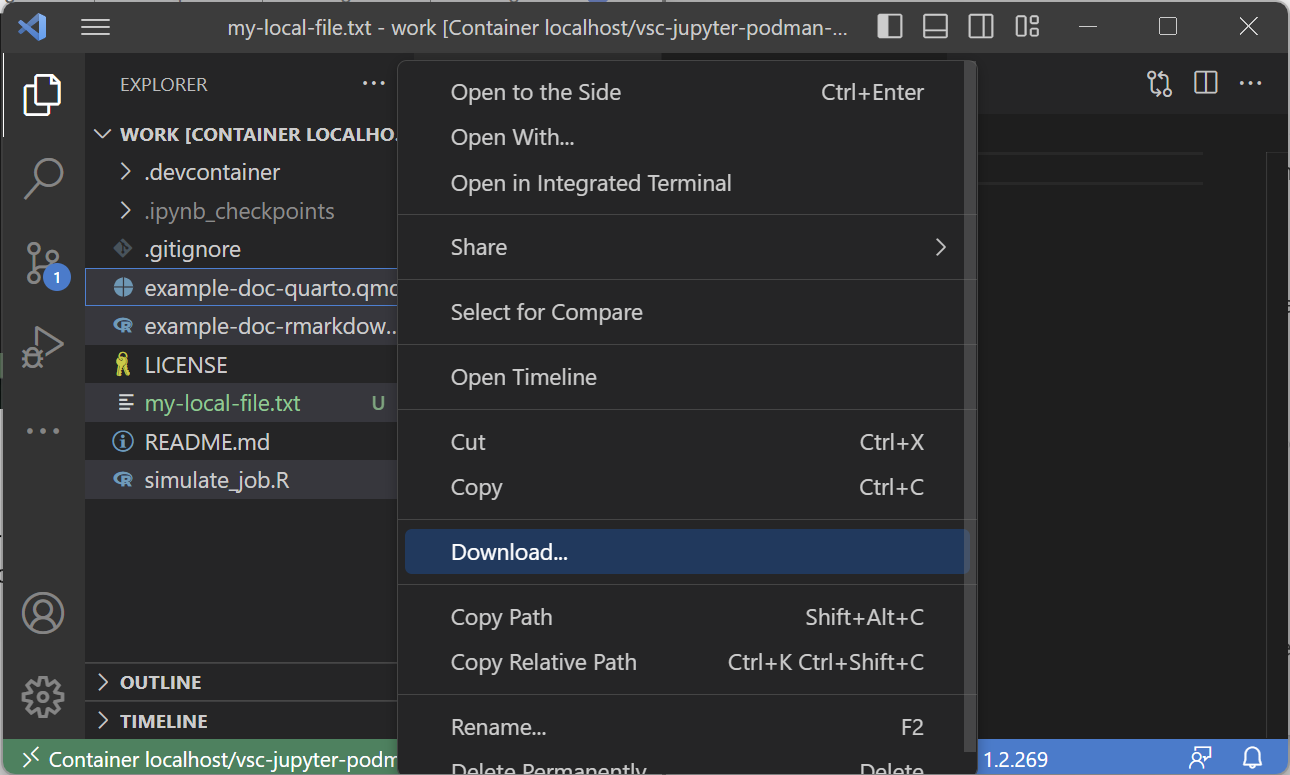 my-local-file.txt - work [Container localhost/vsc-jupyter-podman-...
EXPLORER
WORK [CONTAINER LOCALHO.
.devcontainer
.ipynb_checkpoints
.gitignore
1
example-doc-quarto.qmd
example-doc-rmarkdow...
LICENSE
my-local-file.txt U
README.md
simulate_job.R
OUTLINE
TIMELINE
Container localhost/vsc-jupyter-podm
Open to the Side Ctrl+Enter
Open With...
Open in Integrated Terminal
Share
Select for Compare
Open Timeline
Cut Ctrl+X
Copy Ctrl+C
Download...
Copy Path Shift+Alt+C
Copy Relative Path Ctrl+K Ctrl+Shift+C
Rename... F2
Delete Permanently Delete
1.2.269